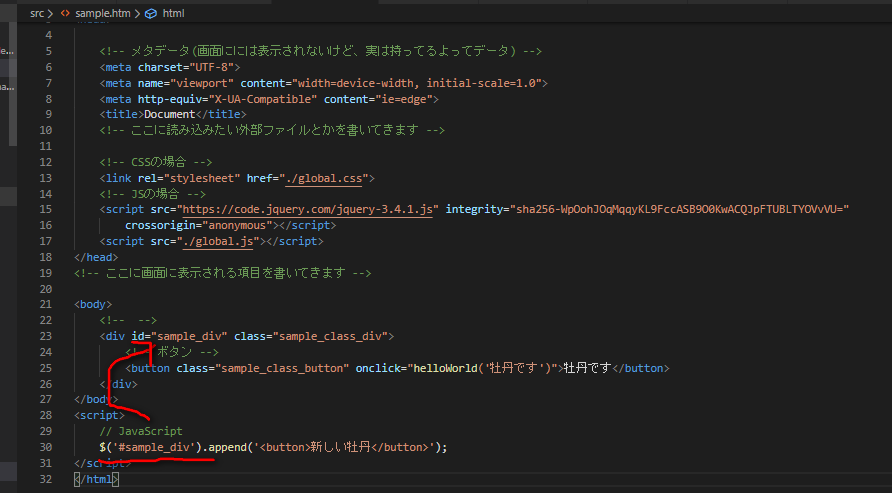 src > sample.htm > html
4
5 <!-- メタデータ(画面にには表示されないけど、実は持ってるよってデータ) -->
6 <meta charset="UTF-8">
7 <meta name="viewport" content="width=device-width, initial-scale=1.0">
8 <meta http-equiv="X-UA-Compatible" content="ie=edge">
9 <title>Document</title>
10 <!-- ここに読み込みたい外部ファイルとかを書いてきます -->
11
12 <!-- CSSの場合 -->
13 <link rel="stylesheet" href="./global.css">
14 <!-- JSの場合 -->
15 <script src="https://code.jquery.com/jquery-3.4.1.js" integrity="sha256-WpOohJOqMqqyKL9FccASB9O0KwACQJpFTUBLTYOVvVU="
16 crossorigin="anonymous"></script>
17 <script src="./global.js"></script>
18 </head>
19 <!-- ここに画面に表示される項目を書いてきます -->
20
21 <body>
22 <!-- -->
23 <div id="sample_div" class="sample_class_div">
24 <!-- ボタン -->
25 <button class="sample_class_button" onclick="helloWorld('牡丹です')">牡丹です</button>
26 </div>
27 </body>
28 <script>
29 // JavaScript
30 $('#sample_div').append('<button>新しい牡丹</button>');
31 </script>
32 </html>